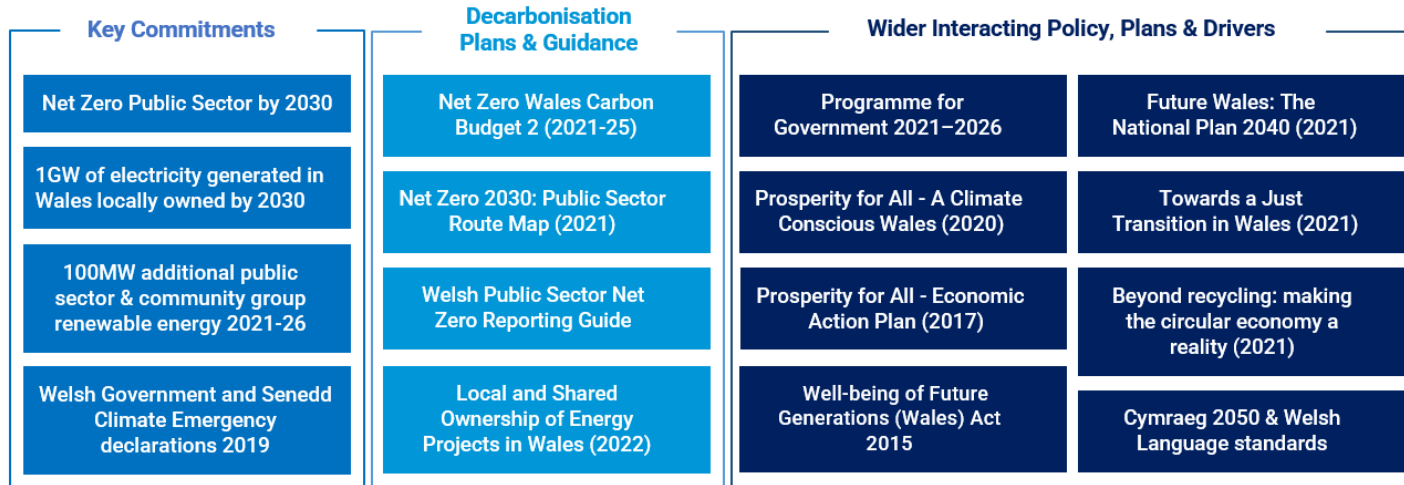 Key Commitments
Net Zero Public Sector by 2030
1GW of electricity generated in
Wales locally owned by 2030
100MW additional public
sector & community group
renewable energy 2021-26
Welsh Government and Senedd
Climate Emergency
declarations 2019
Decarbonisation
Plans & Guidance
Net Zero Wales Carbon
Budget 2 (2021-25)
Net Zero 2030: Public Sector
Route Map (2021)
Welsh Public Sector Net
Zero Reporting Guide
Local and Shared
Ownership of Energy
Projects in Wales (2022)
Wider Interacting Policy, Plans & Drivers
Programme for
Government 2021–2026
Prosperity for All - A Climate
Conscious Wales (2020)
Prosperity for All - Economic
Action Plan (2017)
Well-being of Future
Generations (Wales) Act
2015
Future Wales: The
National Plan 2040 (2021)
Towards a Just
Transition in Wales (2021)
Beyond recycling: making
the circular economy a
reality (2021)
Cymraeg 2050 & Welsh
Language standards